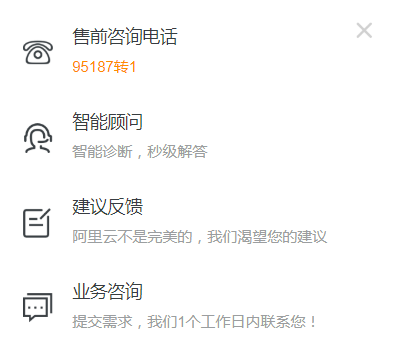 售前咨询电话
95187转1
智能顾问
智能诊断，秒级解答
建议反馈
阿里云不是完美的，我们渴望您的建议
业务咨询
提交需求，我们1个工作日内联系您！